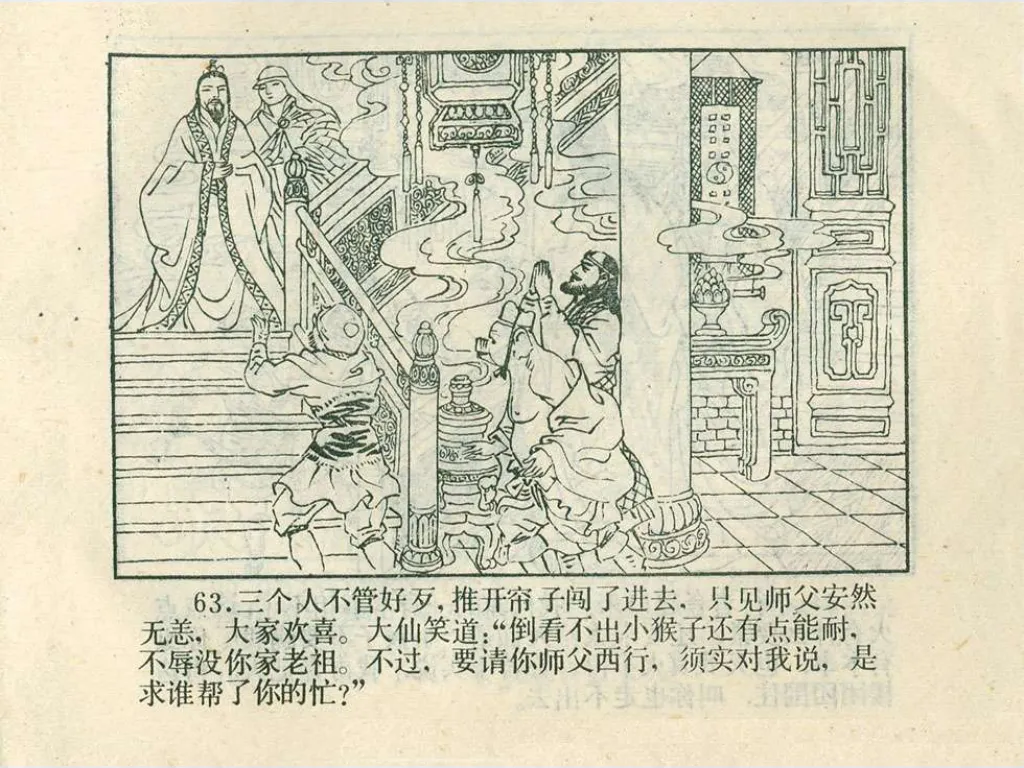 63.三个人不管好歹,推开帘子闯了进去,只见师父安然
无恙,大家欢喜。大仙笑道:“倒看不出小猴子还有点能耐,
不辱没你家老祖。不过,要请你师父西行,须实对我说,是
求谁帮了你的忙?”